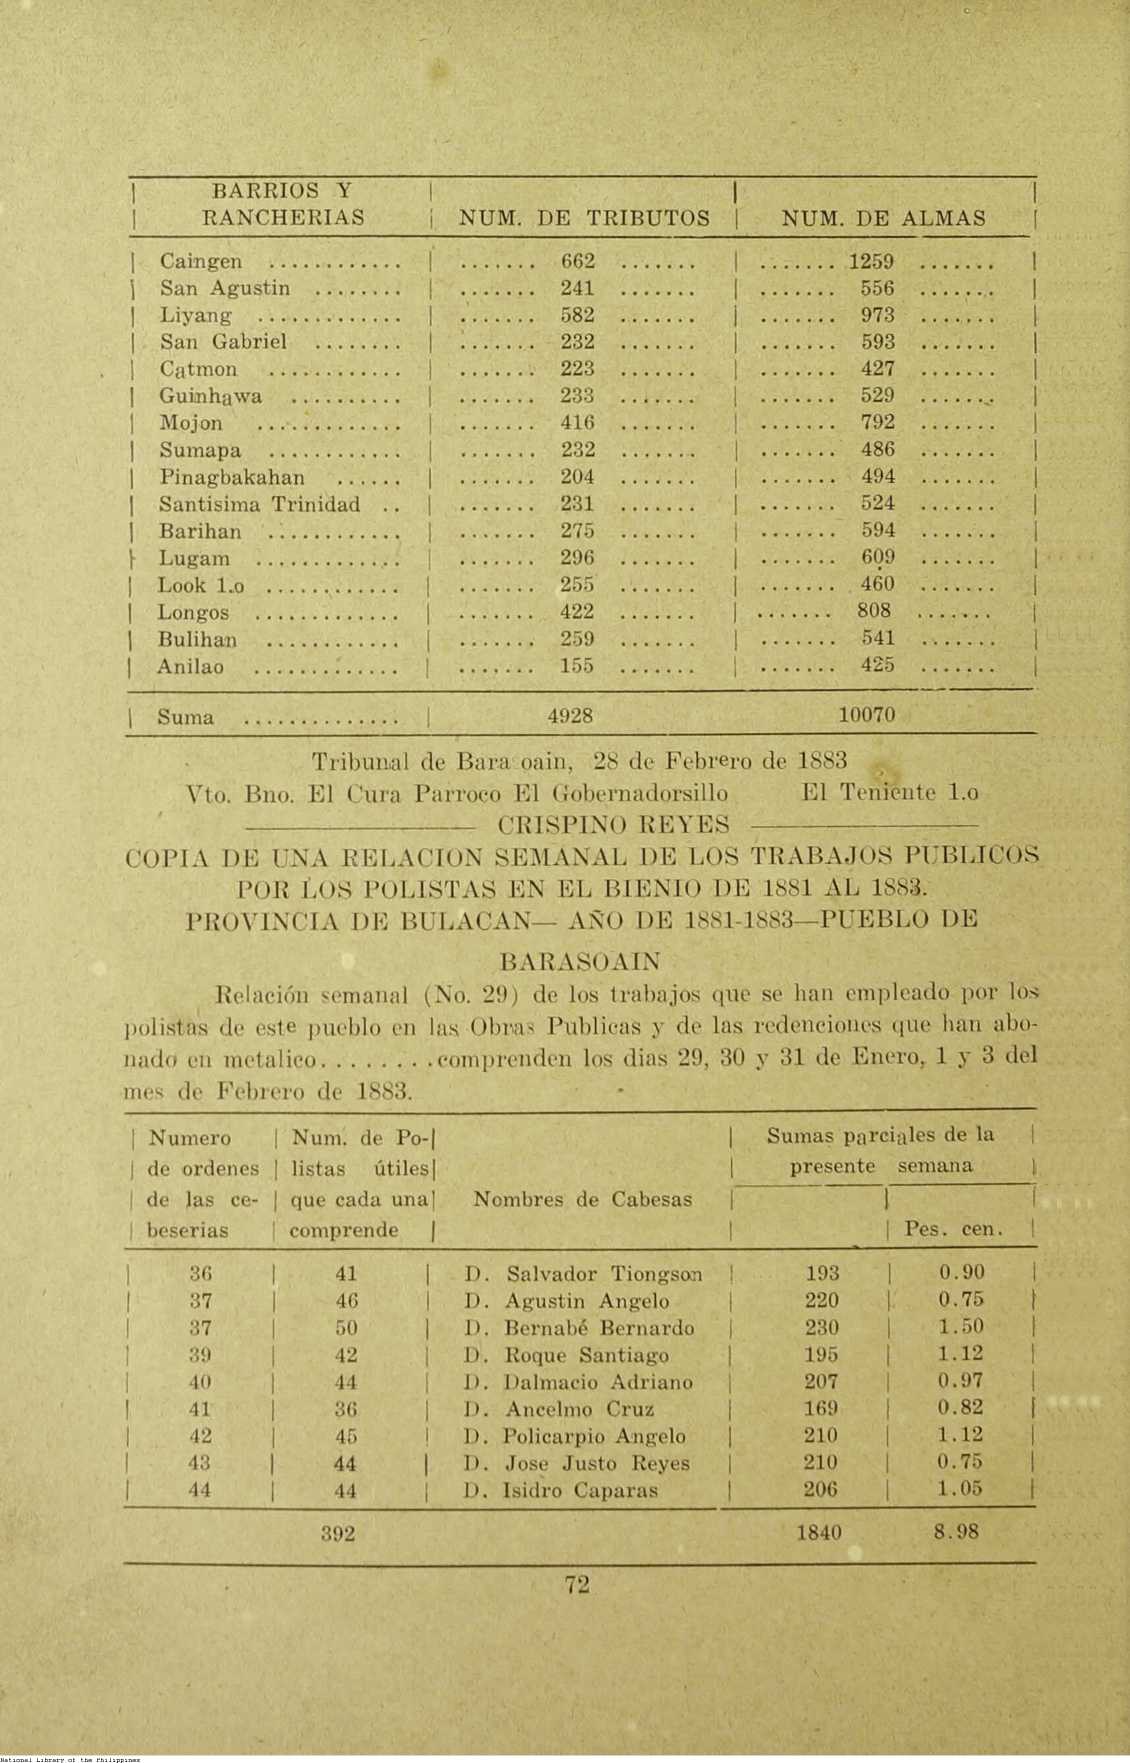 BARRIOS Y
RANCHERIAS | NUM. DE TRIBUTOS | NUM. DE ALMAS
Caingen ............ | ....... 662 ....... | ....... 1259 .......
San Agustin ........ | ....... 241 ....... | ....... 556 .......
Liyang ............. | ....... 582 ....... | ....... 973 .......
San Gabriel ........ | ....... 232 ....... | ....... 593 .......
Catmon ............ | ....... 223 ....... | ....... 427 .......
Guinhawa .......... | ....... 233 ....... | ....... 529 .......
Mojon ............. | ....... 416 ....... | ....... 792 .......
Sumapa ............ | ....... 232 ....... | ....... 486 .......
Pinagbakahan ...... | ....... 204 ....... | ....... 494 .......
Santisima Trinidad .. | ....... 231 ....... | ....... 524 .......
Barihan ............ | ....... 275 ....... | ....... 594 .......
Lugam ............. | ....... 296 ....... | ....... 609 .......
Look 1.o ............ | ....... 255 ....... | ....... 460 .......
Longos ............. | ....... 422 ....... | ....... 808 .......
Bulihan ............ | ....... 259 ....... | ....... 541 .......
Anilao ............. | ....... 155 ....... | ....... 425 .......
Suma .............. | 4928 10070
Tribunal de Bara oain, 28 de Febrero de 1883
Vto. Bno. El Cura Parroco El Gobernadorsillo El Teniente 1.o
CRISPINO REYES
COPIA DE UNA RELACION SEMANAL DE LOS TRABAJOS PUBLICOS
POR LOS POLISTAS EN EL BIENIO DE 1881 AL 1883.
PROVINCIA DE BULACAN— AÑO DE 1881-1883—PUEBLO DE
BARASOAIN
Relación semanal (No. 29) de los trabajos que se han empleado por los
polistas de este pueblo en las Obras Publicas y de las redenciones que han abo-
nado en metalico........comprenden los dias 29, 30 y 31 de Enero, 1 y 3 del
mes de Febrero de 1883.
Numero | Num. de Po-| | Sumas parciales de la
de ordenes | listas útiles| | presente semana
de las ce- | que cada una| Nombres de Cabesas |
beserias | comprende | | | Pes. cen.
36 | 41 | D. Salvador Tiongson | 193 | 0.90
37 | 46 | D. Agustin Angelo | 220 | 0.75
37 | 50 | D. Bernabé Bernardo | 230 | 1.50
39 | 42 | D. Roque Santiago | 195 | 1.12
40 | 44 | D. Dalmacio Adriano | 207 | 0.97
41 | 36 | D. Ancelmo Cruz | 169 | 0.82
42 | 45 | D. Policarpio Angelo | 210 | 1.12
43 | 44 | D. Jose Justo Reyes | 210 | 0.75
44 | 44 | D. Isidro Caparas | 206 | 1.05
392 1840 8.98
72
National Library of the Philippines